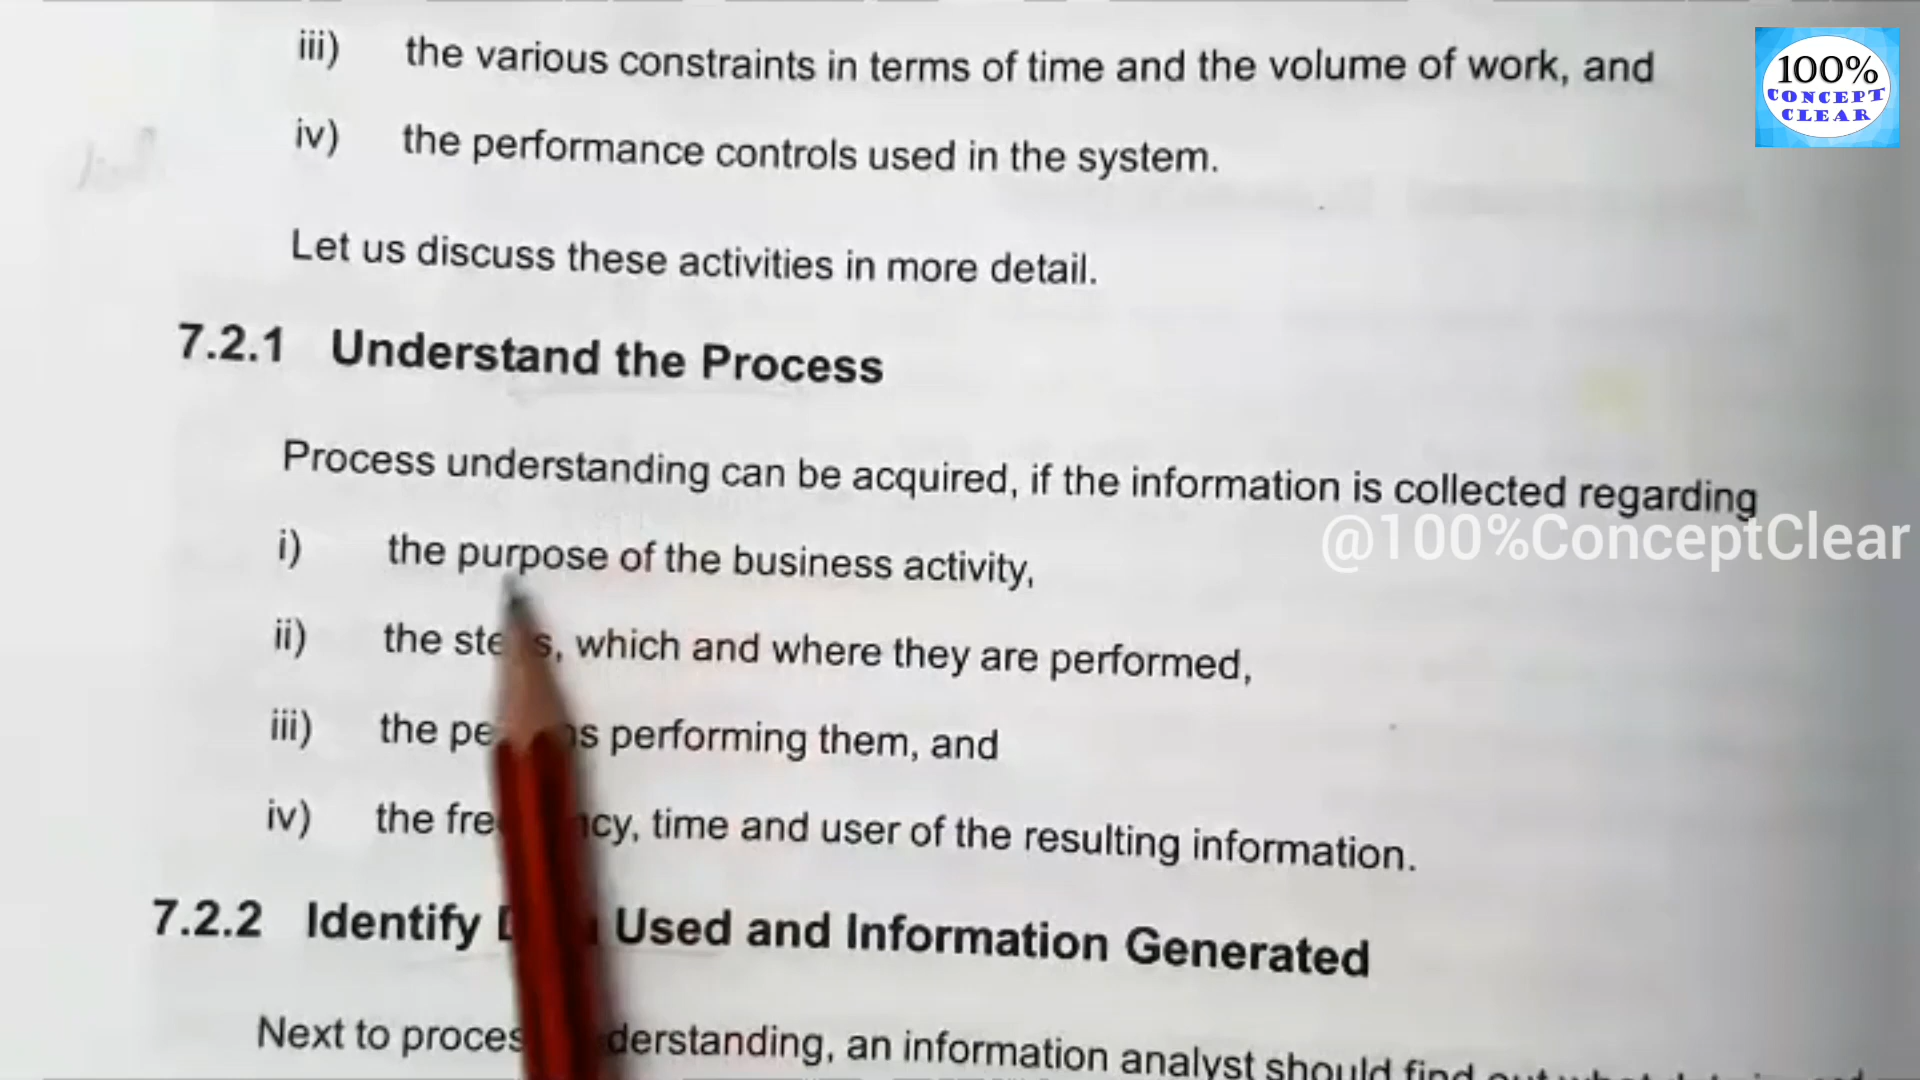 iii) the various constraints in terms of time and the volume of work, and
100%
CONCEPT
CLEAR
iv) the performance controls used in the system.
Let us discuss these activities in more detail.
7.2.1 Understand the Process
Process understanding can be acquired, if the information is collected regarding
@100%ConceptClear
i) the purpose of the business activity,
ii) the , which and where they are performed,
iii) the performing them, and
iv) the , time and user of the resulting information.
7.2.2 Identify Used and Information Generated
Next to , an information analyst should find